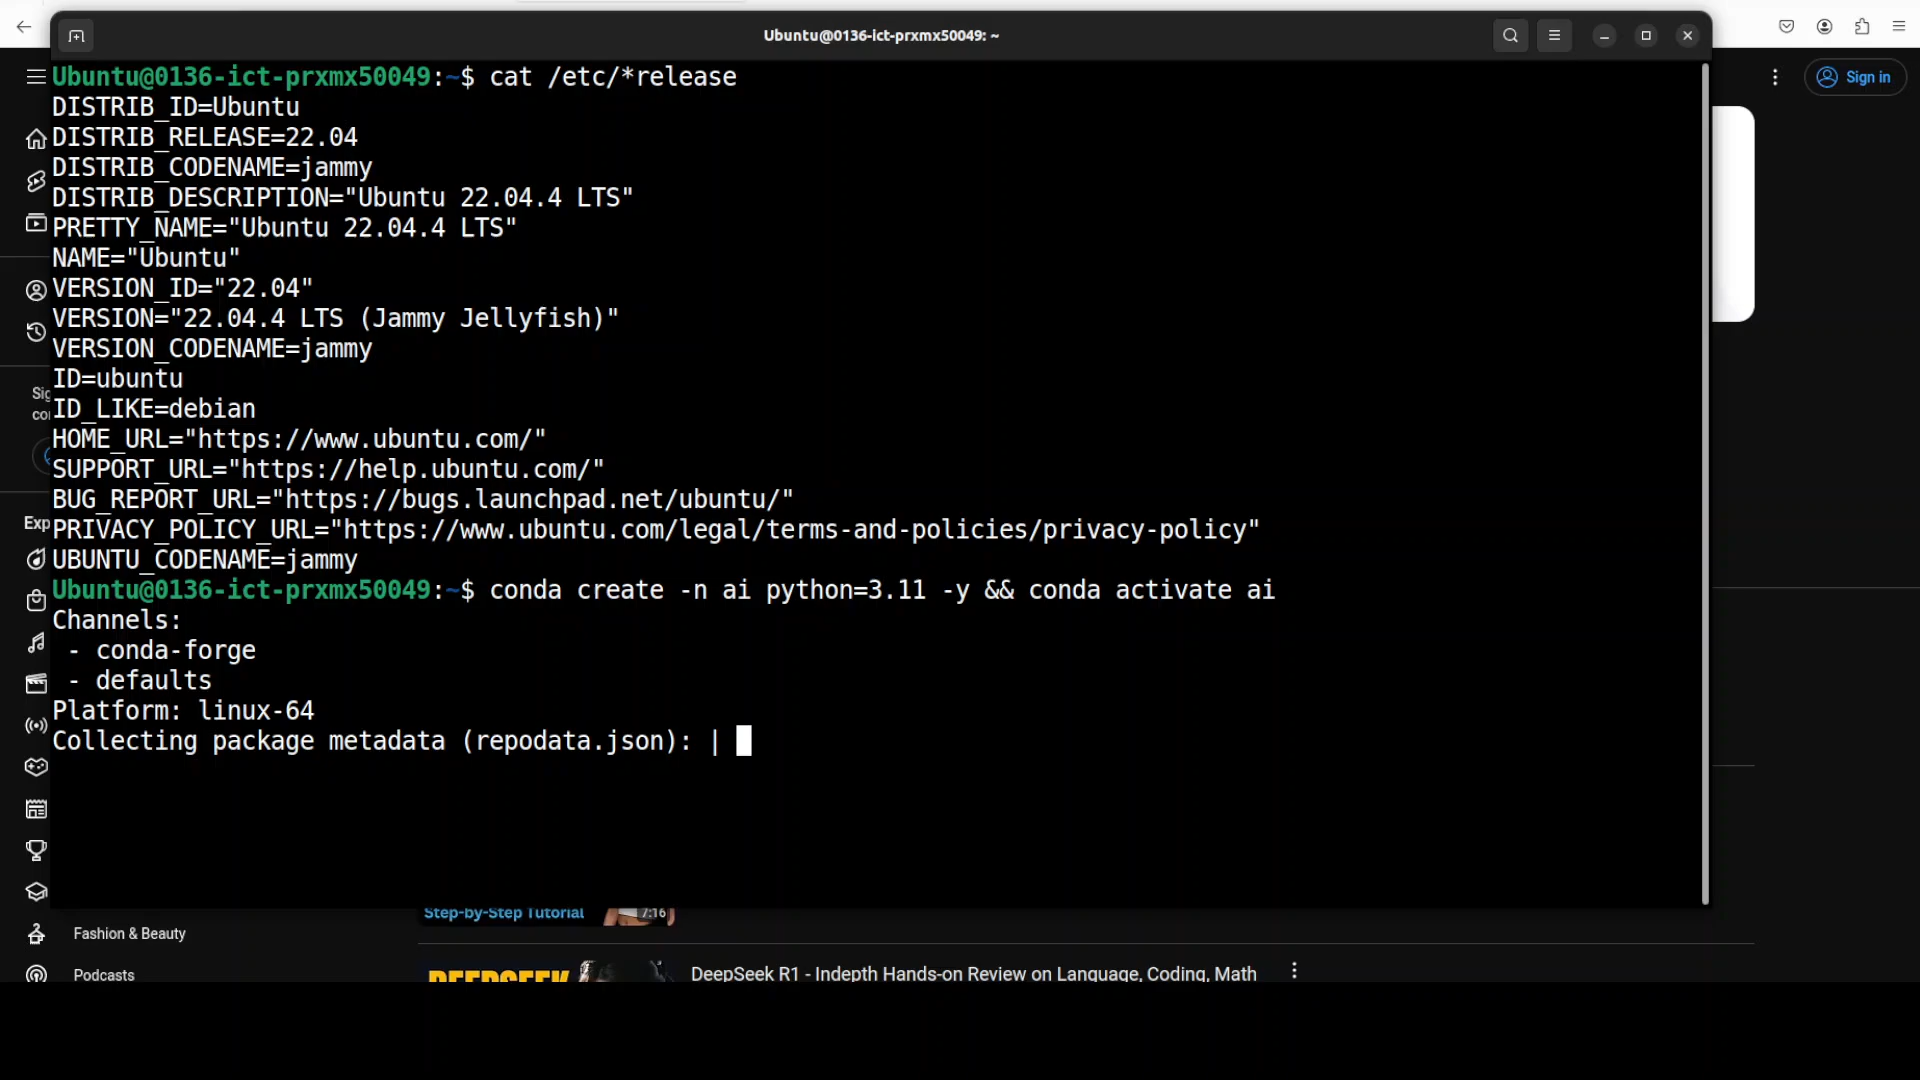 Ubuntu@0136-ict-prxmx50049: ~
Ubuntu@0136-ict-prxmx50049:~$ cat /etc/*release
DISTRIB_ID=Ubuntu
DISTRIB_RELEASE=22.04
DISTRIB_CODENAME=jammy
DISTRIB_DESCRIPTION="Ubuntu 22.04.4 LTS"
PRETTY_NAME="Ubuntu 22.04.4 LTS"
NAME="Ubuntu"
VERSION_ID="22.04"
VERSION="22.04.4 LTS (Jammy Jellyfish)"
VERSION_CODENAME=jammy
ID=ubuntu
ID_LIKE=debian
HOME_URL="https://www.ubuntu.com/"
SUPPORT_URL="https://help.ubuntu.com/"
BUG_REPORT_URL="https://bugs.launchpad.net/ubuntu/"
PRIVACY_POLICY_URL="https://www.ubuntu.com/legal/terms-and-policies/privacy-policy"
UBUNTU_CODENAME=jammy
Ubuntu@0136-ict-prxmx50049:~$ conda create -n ai python=3.11 -y && conda activate ai
Channels:
 - conda-forge
 - defaults
Platform: linux-64
Collecting package metadata (repodata.json): |
Sign in
Sig
co
Exp
Fashion & Beauty
Podcasts
Step-by-Step Tutorial
7:16
DEEPSEEK
DeepSeek R1 - Indepth Hands-on Review on Language, Coding, Math